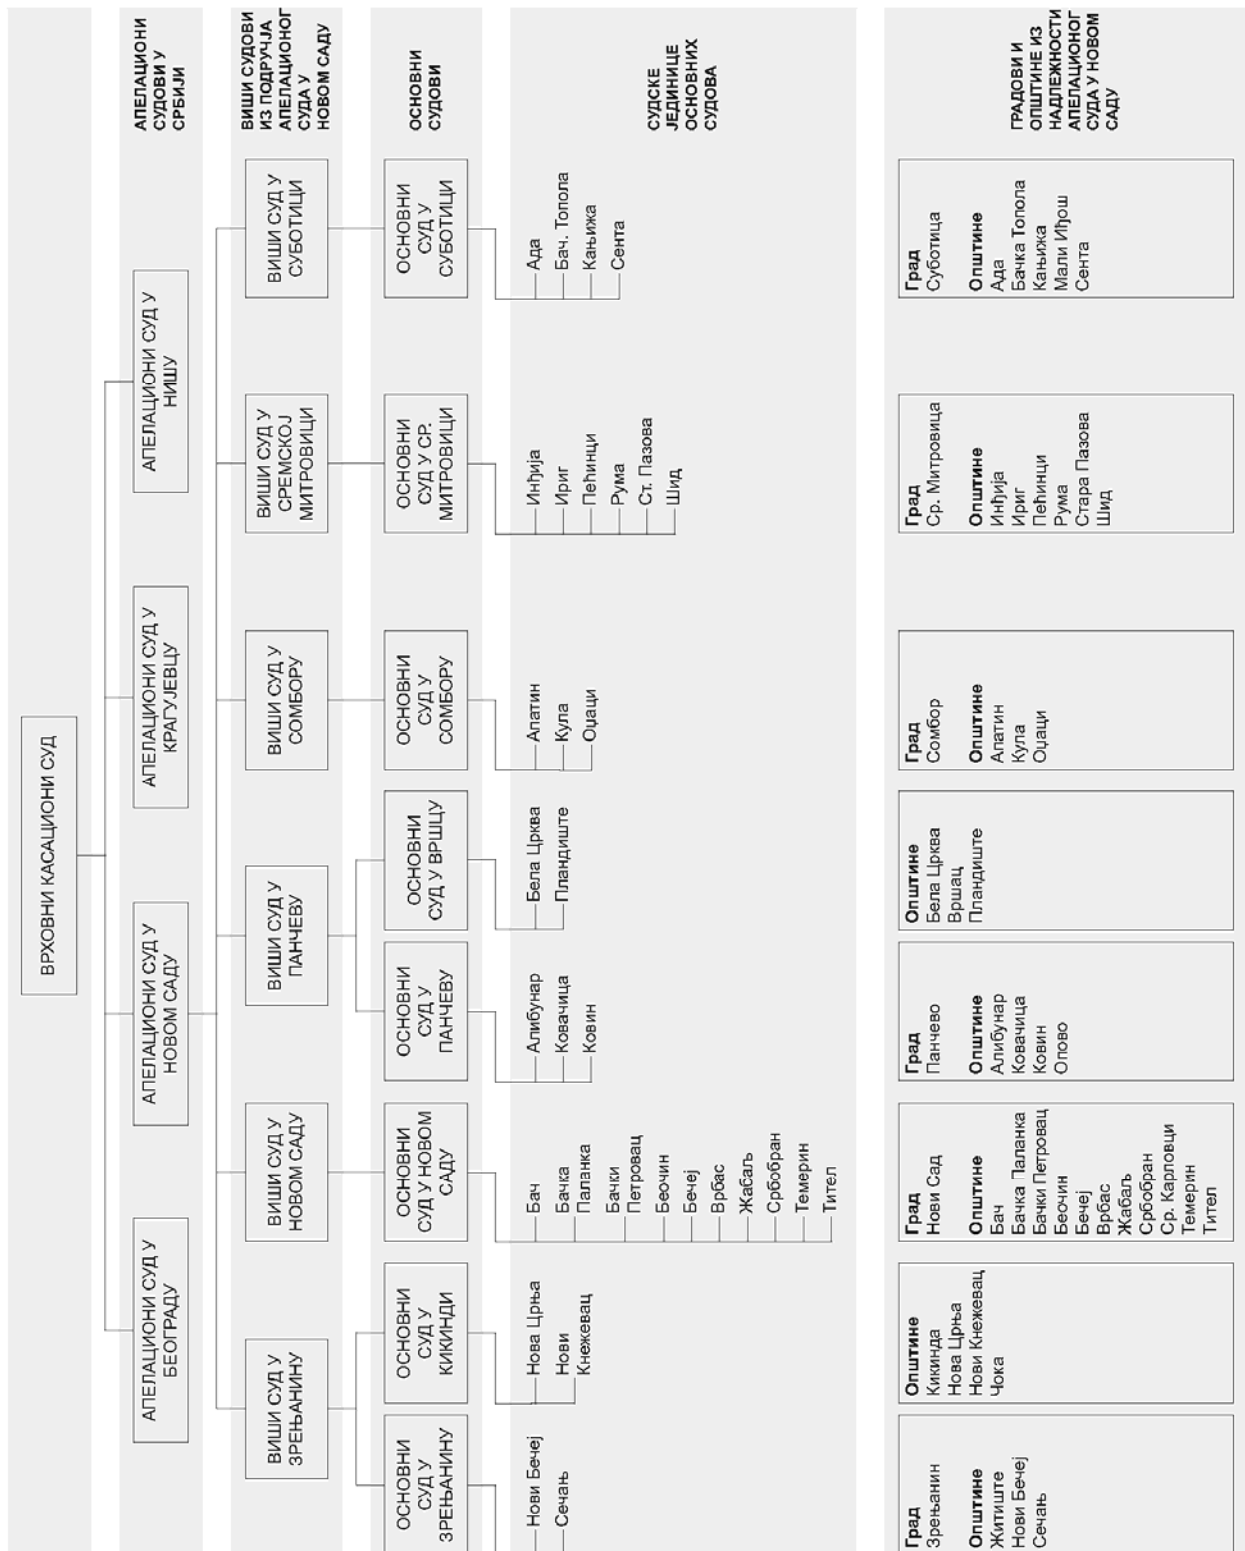 ВРХОВНИ КАСАЦИОНИ СУД
АПЕЛАЦИОНИ СУД У
БЕОГРАДУ
АПЕЛАЦИОНИ СУД У
НОВОМ САДУ
АПЕЛАЦИОНИ СУД У
КРАГУЈЕВЦУ
АПЕЛАЦИОНИ СУД У
НИШУ
АПЕЛАЦИОНИ
СУДОВИ У
СРБИЈИ
ВИШИ СУД У
ЗРЕЊАНИНУ
ВИШИ СУД У
НОВОМ САДУ
ВИШИ СУД У
ПАНЧЕВУ
ВИШИ СУД У
СОМБОРУ
ВИШИ СУД У
СРЕМСКОЈ
МИТРОВИЦИ
ВИШИ СУД У
СУБОТИЦИ
ВИШИ СУДОВИ
ИЗ ПОДРУЧЈА
АПЕЛАЦИОНОГ
СУДА У
НОВОМ САДУ
ОСНОВНИ
СУД У
ЗРЕЊАНИНУ
ОСНОВНИ
СУД У
КИКИНДИ
ОСНОВНИ
СУД У НОВОМ
САДУ
ОСНОВНИ
СУД У
ПАНЧЕВУ
ОСНОВНИ
СУД У ВРШЦУ
ОСНОВНИ
СУД У
СОМБОРУ
ОСНОВНИ
СУД У СР.
МИТРОВИЦИ
ОСНОВНИ
СУД У
СУБОТИЦИ
ОСНОВНИ
СУДОВИ
Нови Бечеј
Сечањ
Нова Црња
Нови
Кнежевац
Бач
Бачка
Паланка
Бачки
Петровац
Беочин
Бечеј
Врбас
Жабаљ
Србобран
Темерин
Тител
Алибунар
Ковачица
Ковин
Бела Црква
Пландиште
Апатин
Кула
Оџаци
Инђија
Ириг
Пећинци
Рума
Ст. Пазова
Шид
Ада
Бач. Топола
Кањижа
Сента
СУДСКЕ
ЈЕДИНИЦЕ
ОСНОВНИХ
СУДОВА
Град
Зрењанин
Општине
Житиште
Нови Бечеј
Сечањ
Општине
Кикинда
Нова Црња
Нови Кнежевац
Чока
Град
Нови Сад
Општине
Бач
Бачка Паланка
Бачки Петровац
Беочин
Бечеј
Врбас
Жабаљ
Србобран
Ср. Карловци
Темерин
Тител
Град
Панчево
Општине
Алибунар
Ковачица
Ковин
Опово
Општине
Бела Црква
Вршац
Пландиште
Град
Сомбор
Општине
Апатин
Кула
Оџаци
Град
Ср. Митровица
Општине
Инђија
Ириг
Пећинци
Рума
Стара Пазова
Шид
Град
Суботица
Општине
Ада
Бачка Топола
Кањижа
Мали Иђош
Сента
ГРАДОВИ И
ОПШТИНЕ ИЗ
НАДЛЕЖНОСТИ
АПЕЛАЦИОНОГ
СУДА У НОВОМ
САДУ